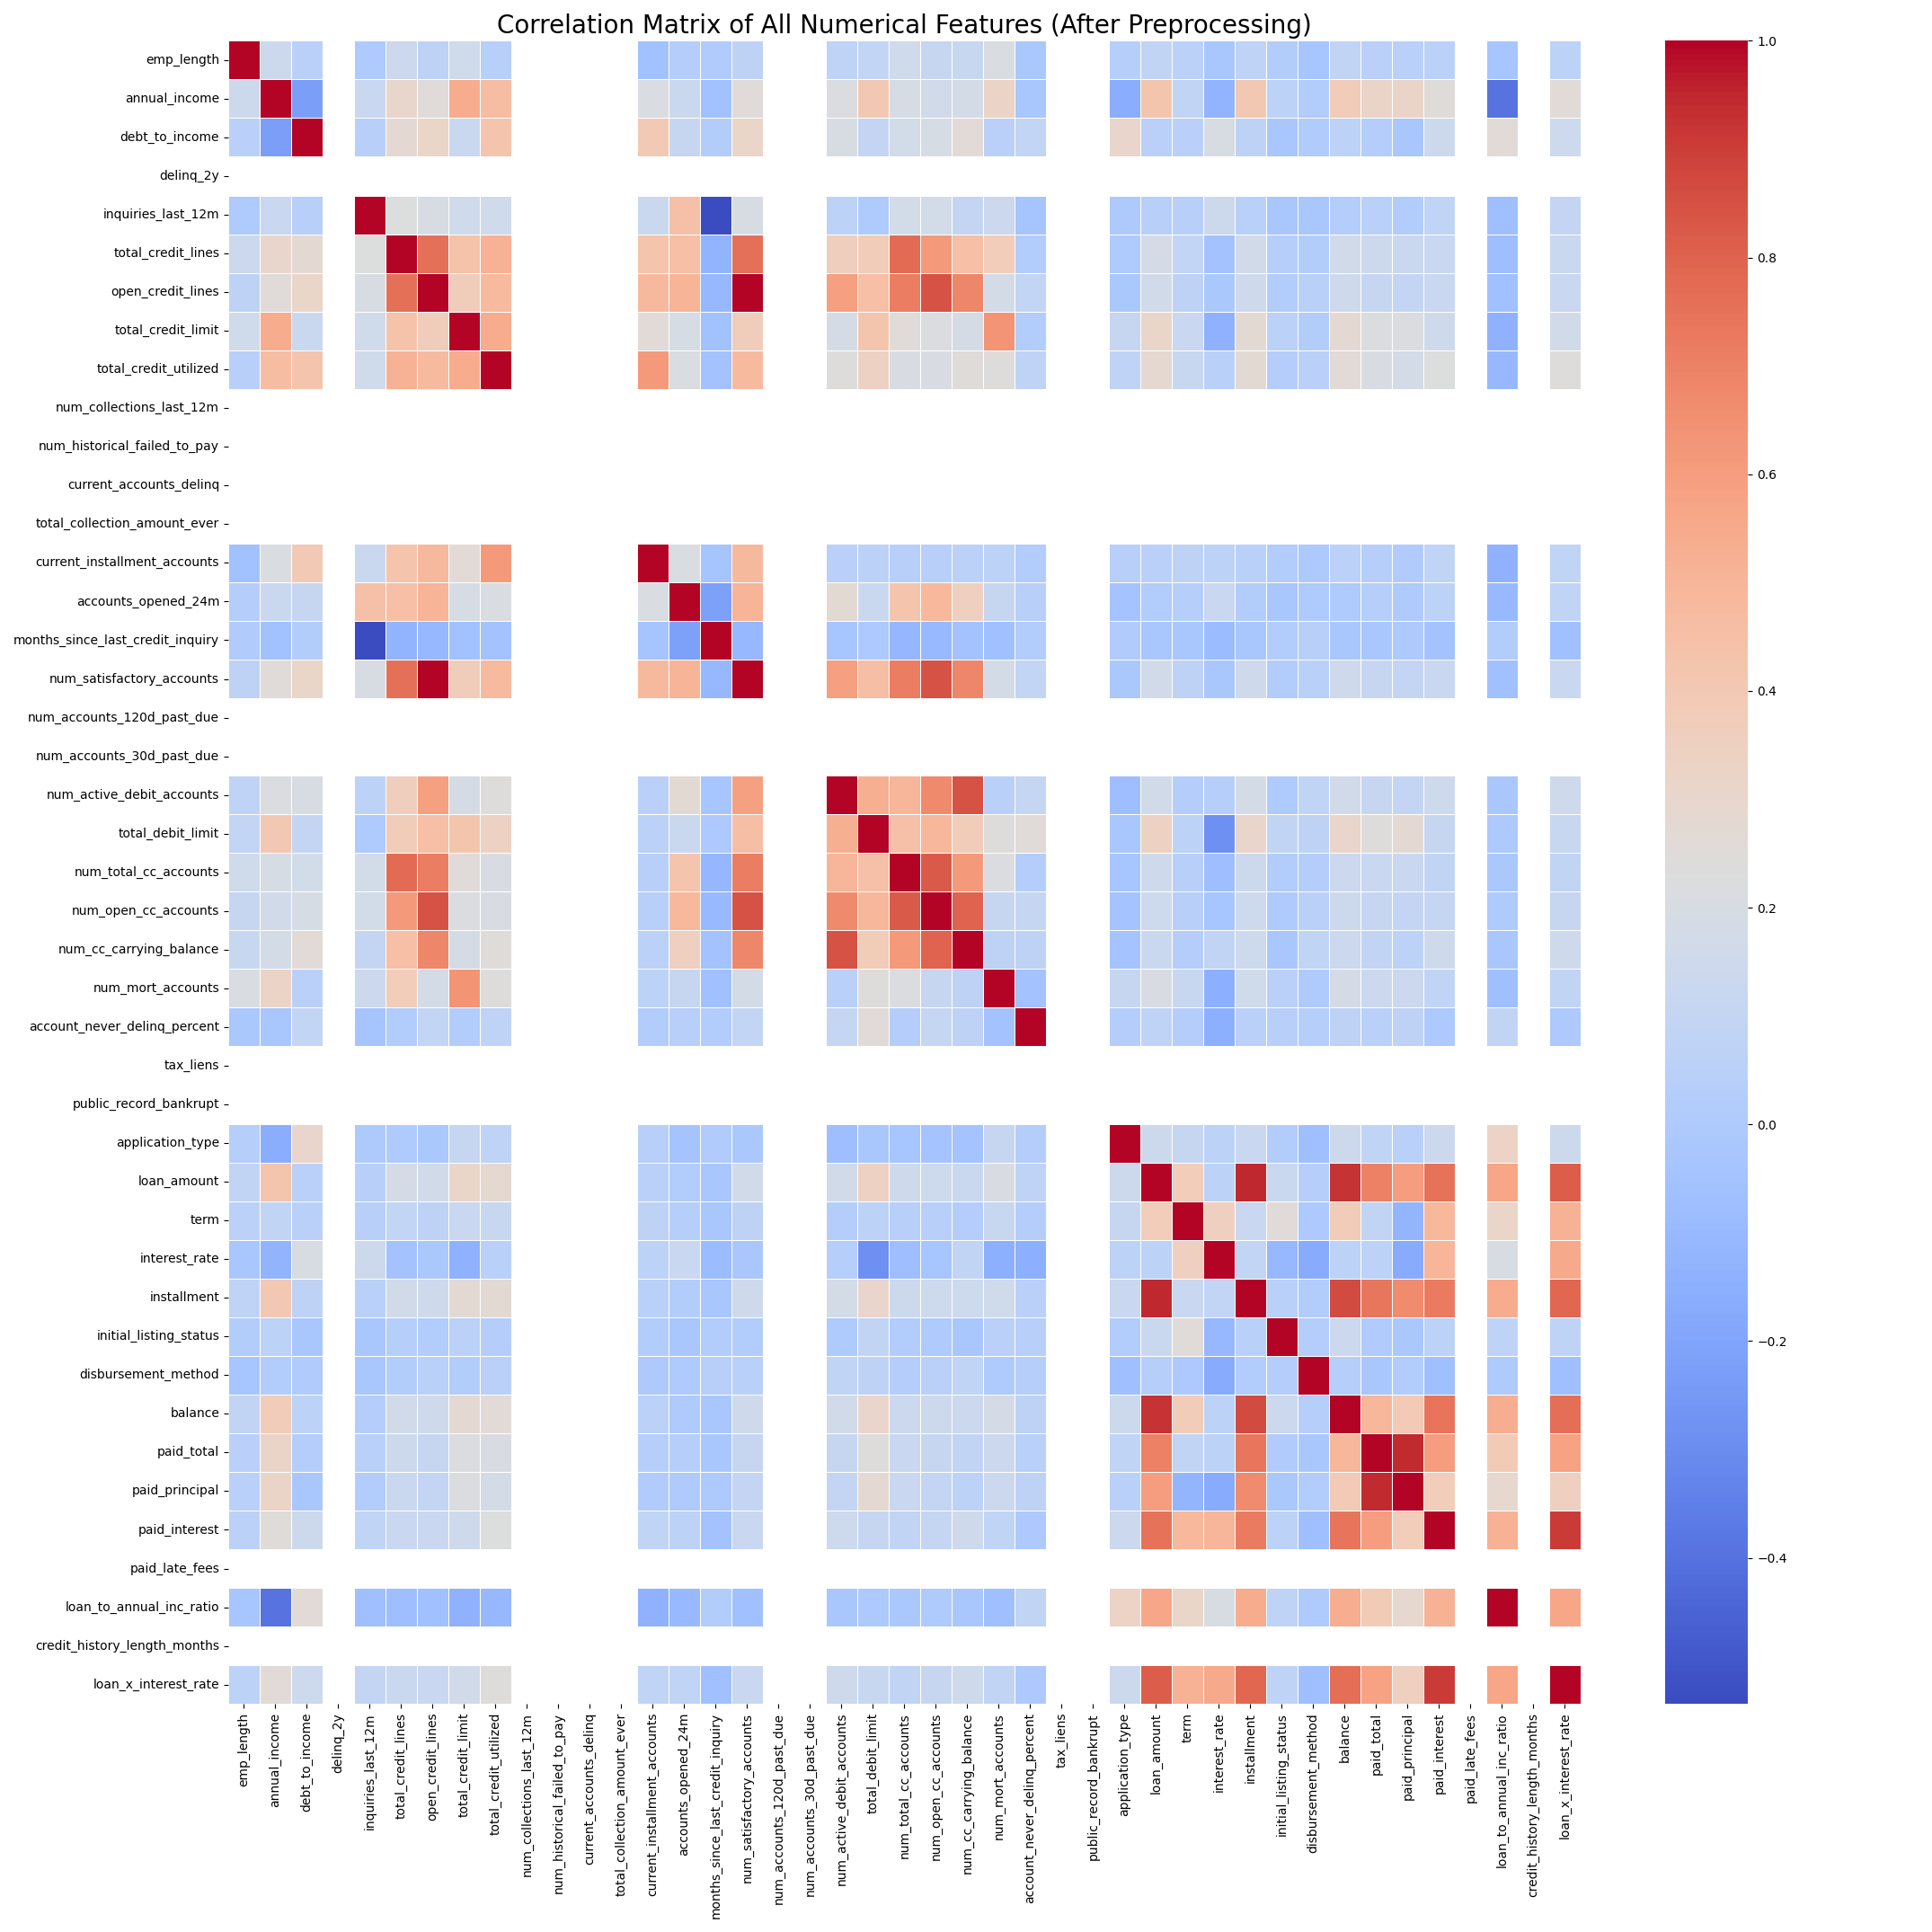 Correlation Matrix of All Numerical Features (After Preprocessing)
emp_length
annual_income
debt_to_income
delinq_2y
inquiries_last_12m
total_credit_lines
open_credit_lines
total_credit_limit
total_credit_utilized
num_collections_last_12m
num_historical_failed_to_pay
current_accounts_delinq
total_collection_amount_ever
current_installment_accounts
accounts_opened_24m
months_since_last_credit_inquiry
num_satisfactory_accounts
num_accounts_120d_past_due
num_accounts_30d_past_due
num_active_debit_accounts
total_debit_limit
num_total_cc_accounts
num_open_cc_accounts
num_cc_carrying_balance
num_mort_accounts
account_never_delinq_percent
tax_liens
public_record_bankrupt
application_type
loan_amount
term
interest_rate
installment
initial_listing_status
disbursement_method
balance
paid_total
paid_principal
paid_interest
paid_late_fees
loan_to_annual_inc_ratio
credit_history_length_months
loan_x_interest_rate
emp_length
annual_income
debt_to_income
delinq_2y
inquiries_last_12m
total_credit_lines
open_credit_lines
total_credit_limit
total_credit_utilized
num_collections_last_12m
num_historical_failed_to_pay
current_accounts_delinq
total_collection_amount_ever
current_installment_accounts
accounts_opened_24m
months_since_last_credit_inquiry
num_satisfactory_accounts
num_accounts_120d_past_due
num_accounts_30d_past_due
num_active_debit_accounts
total_debit_limit
num_total_cc_accounts
num_open_cc_accounts
num_cc_carrying_balance
num_mort_accounts
account_never_delinq_percent
tax_liens
public_record_bankrupt
application_type
loan_amount
term
interest_rate
installment
initial_listing_status
disbursement_method
balance
paid_total
paid_principal
paid_interest
paid_late_fees
loan_to_annual_inc_ratio
credit_history_length_months
loan_x_interest_rate
1.0
0.8
0.6
0.4
0.2
0.0
−0.2
−0.4